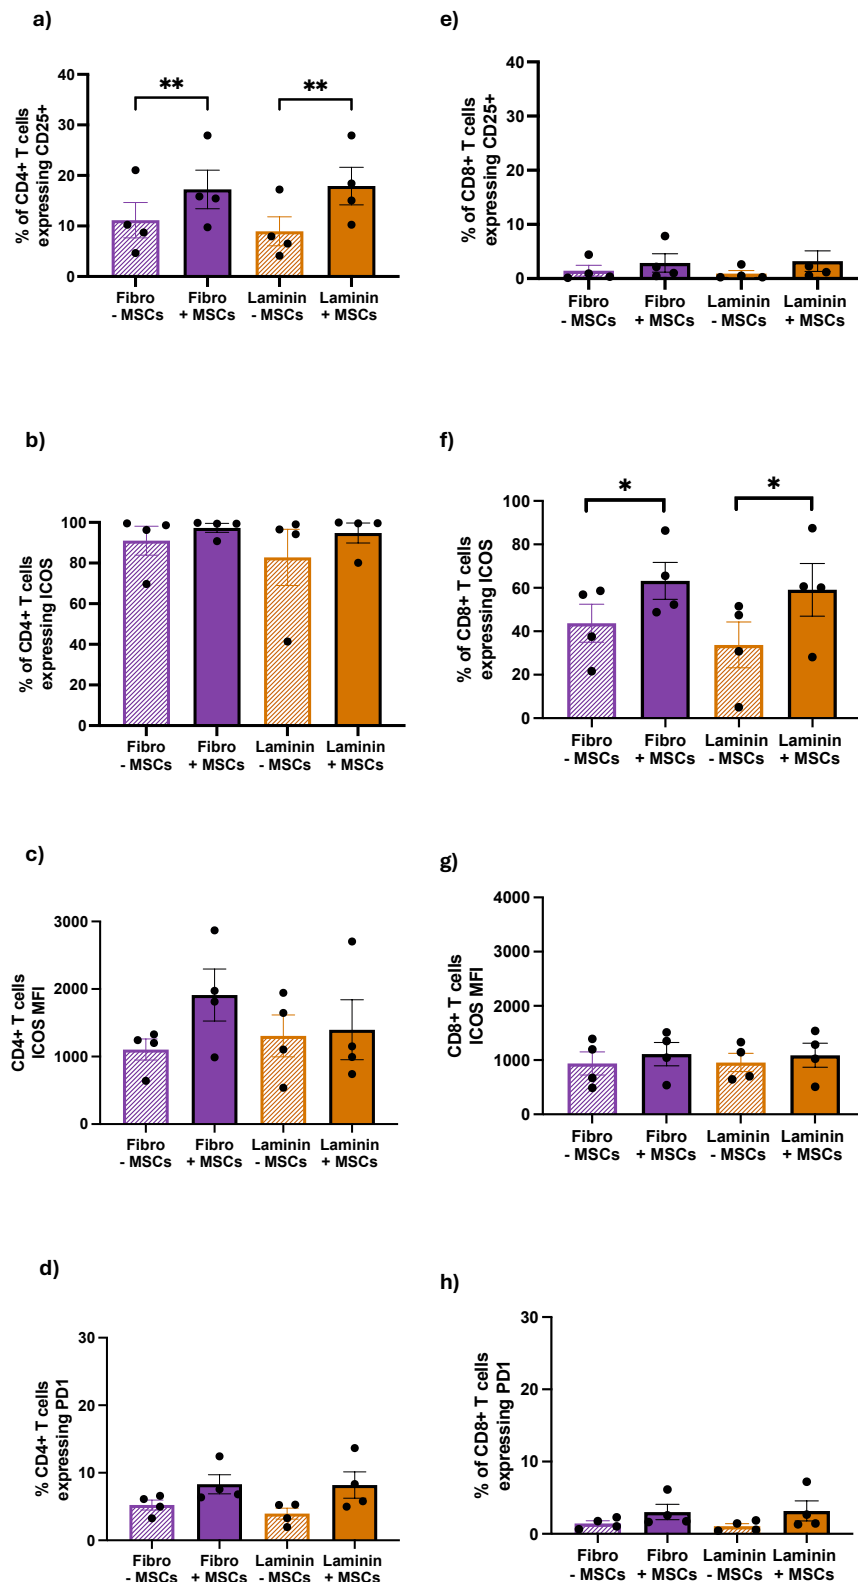 a)
% of CD4+ T cells
expressing CD25+
40
30
20
10
0
**
**
Fibro
- MSCs
Fibro
+ MSCs
Laminin
- MSCs
Laminin
+ MSCs
e)
% of CD8+ T cells
expressing CD25+
40
30
20
10
0
Fibro
- MSCs
Fibro
+ MSCs
Laminin
- MSCs
Laminin
+ MSCs
b)
% of CD4+ T cells
expressing ICOS
100
80
60
40
20
0
Fibro
- MSCs
Fibro
+ MSCs
Laminin
- MSCs
Laminin
+ MSCs
f)
% of CD8+ T cells
expressing ICOS
100
80
60
40
20
0
*
*
Fibro
- MSCs
Fibro
+ MSCs
Laminin
- MSCs
Laminin
+ MSCs
c)
CD4+ T cells
ICOS MFI
3000
2000
1000
0
Fibro
- MSCs
Fibro
+ MSCs
Laminin
- MSCs
Laminin
+ MSCs
g)
CD8+ T cells
ICOS MFI
4000
3000
2000
1000
0
Fibro
- MSCs
Fibro
+ MSCs
Laminin
- MSCs
Laminin
+ MSCs
d)
% CD4+ T cells
expressing PD1
30
20
10
0
Fibro
- MSCs
Fibro
+ MSCs
Laminin
- MSCs
Laminin
+ MSCs
h)
% of CD8+ T cells
expressing PD1
30
20
10
0
Fibro
- MSCs
Fibro
+ MSCs
Laminin
- MSCs
Laminin
+ MSCs